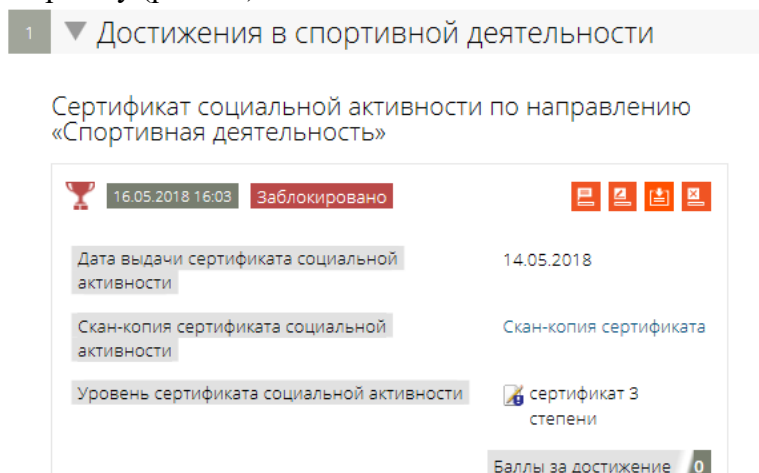 1 Достижения в спортивной деятельности
Сертификат социальной активности по направлению
«Спортивная деятельность»
16.05.2018 16:03 Заблокировано
Дата выдачи сертификата социальной 14.05.2018
активности
Скан-копия сертификата социальной Скан-копия сертификата
активности
Уровень сертификата социальной активности сертификат 3
степени
Баллы за достижение 0